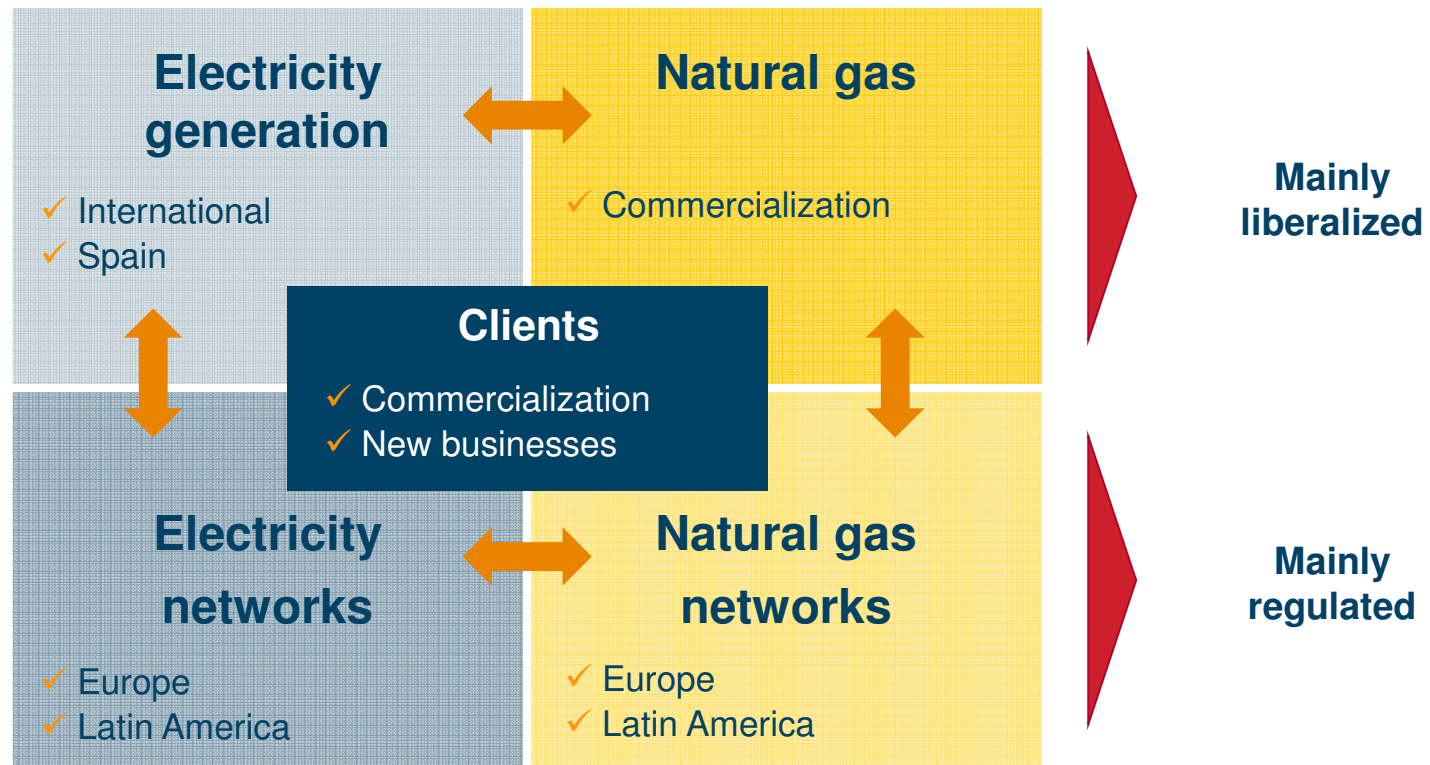 Electricity
generation
✓ International
✓ Spain
Natural gas
✓ Commercialization
Mainly
liberalized
Clients
✓ Commercialization
✓ New businesses
Electricity
networks
✓ Europe
✓ Latin America
Natural gas
networks
✓ Europe
✓ Latin America
Mainly
regulated